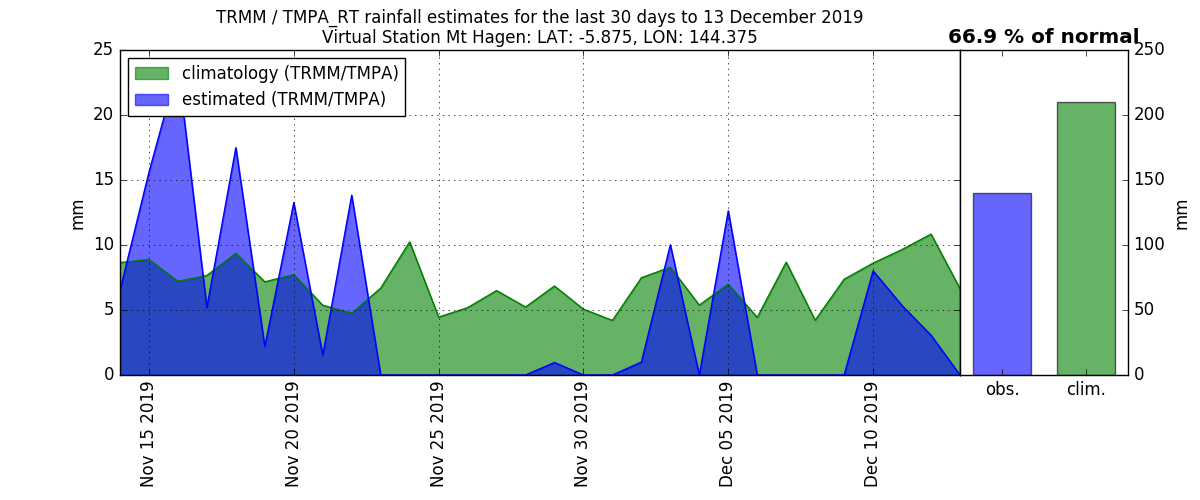 TRMM / TMPA_RT rainfall estimates for the last 30 days to 13 December 2019
Virtual Station Mt Hagen: LAT: -5.875, LON: 144.375
66.9 % of normal
climatology (TRMM/TMPA)
estimated (TRMM/TMPA)
25
20
15
10
5
0
mm
250
200
150
100
50
0
mm
Nov 15 2019
Nov 20 2019
Nov 25 2019
Nov 30 2019
Dec 05 2019
Dec 10 2019
obs.
clim.